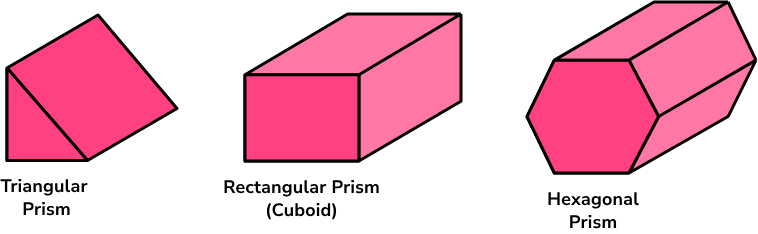 Triangular
Prism
Rectangular Prism
(Cuboid)
Hexagonal
Prism